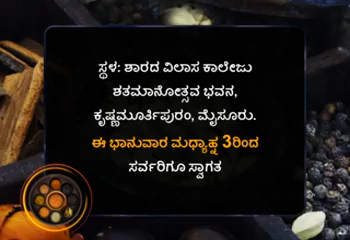 ಸ್ಥಳ: ಶಾರದ ವಿಲಾಸ ಕಾಲೇಜು
ಶತಮಾನೋತ್ಸವ ಭವನ,
ಕೃಷ್ಣಮೂರ್ತಿಪುರಂ, ಮೈಸೂರು.
ಈ ಭಾನುವಾರ ಮಧ್ಯಾಹ್ನ 3ರಿಂದ
ಸರ್ವರಿಗೂ ಸ್ವಾಗತ